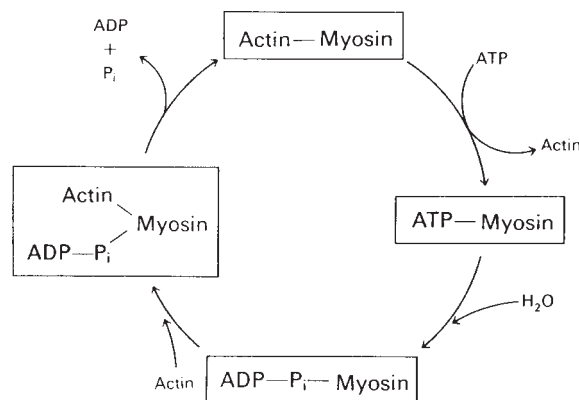 ADP
+
Pi
Actin — Myosin
ATP
Actin
ATP — Myosin
H₂O
ADP — Pi — Myosin
Actin
Actin
Myosin
ADP — Pi